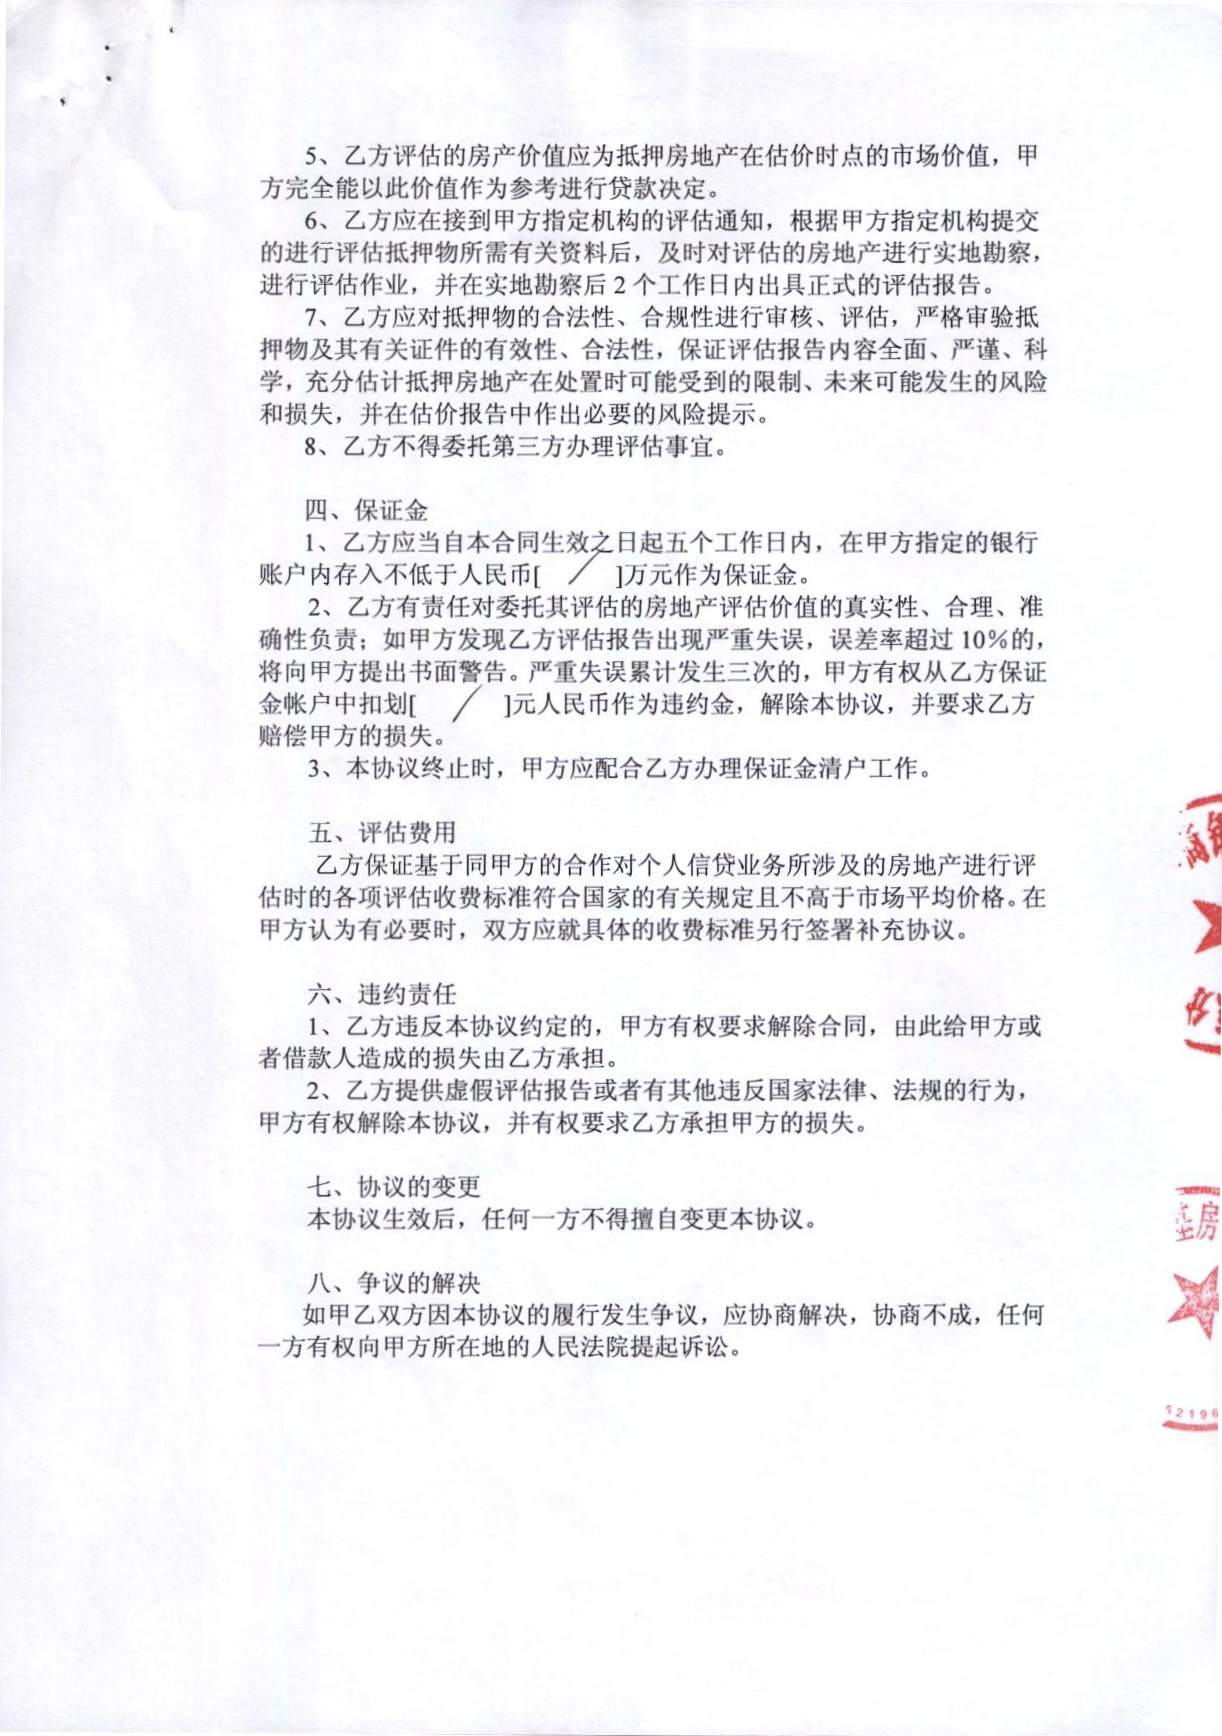 5、乙方评估的房产价值应为抵押房地产在估价时点的市场价值，甲
方完全能以此价值作为参考进行贷款决定。
6、乙方应在接到甲方指定机构的评估通知，根据甲方指定机构提交
的进行评估抵押物所需有关资料后，及时对评估的房地产进行实地勘察，
进行评估作业，并在实地勘察后 2 个工作日内出具正式的评估报告。
7、乙方应对抵押物的合法性、合规性进行审核、评估，严格审验抵
押物及其有关证件的有效性、合法性，保证评估报告内容全面、严谨、科
学，充分估计抵押房地产在处置时可能受到的限制、未来可能发生的风险
和损失，并在估价报告中作出必要的风险提示。
8、乙方不得委托第三方办理评估事宜。
四、保证金
1、乙方应当自本合同生效之日起五个工作日内，在甲方指定的银行
账户内存入不低于人民币[ / ]万元作为保证金。
2、乙方有责任对委托其评估的房地产评估价值的真实性、合理、准
确性负责；如甲方发现乙方评估报告出现严重失误，误差率超过 10%的，
将向甲方提出书面警告。严重失误累计发生三次的，甲方有权从乙方保证
金帐户中扣划[ / ]元人民币作为违约金，解除本协议，并要求乙方
赔偿甲方的损失。
3、本协议终止时，甲方应配合乙方办理保证金清户工作。
五、评估费用
乙方保证基于同甲方的合作对个人信贷业务所涉及的房地产进行评
估时的各项评估收费标准符合国家的有关规定且不高于市场平均价格。在
甲方认为有必要时，双方应就具体的收费标准另行签署补充协议。
六、违约责任
1、乙方违反本协议约定的，甲方有权要求解除合同，由此给甲方或
者借款人造成的损失由乙方承担。
2、乙方提供虚假评估报告或者有其他违反国家法律、法规的行为，
甲方有权解除本协议，并有权要求乙方承担甲方的损失。
七、协议的变更
本协议生效后，任何一方不得擅自变更本协议。
八、争议的解决
如甲乙双方因本协议的履行发生争议，应协商解决，协商不成，任何
一方有权向甲方所在地的人民法院提起诉讼。
房
52196